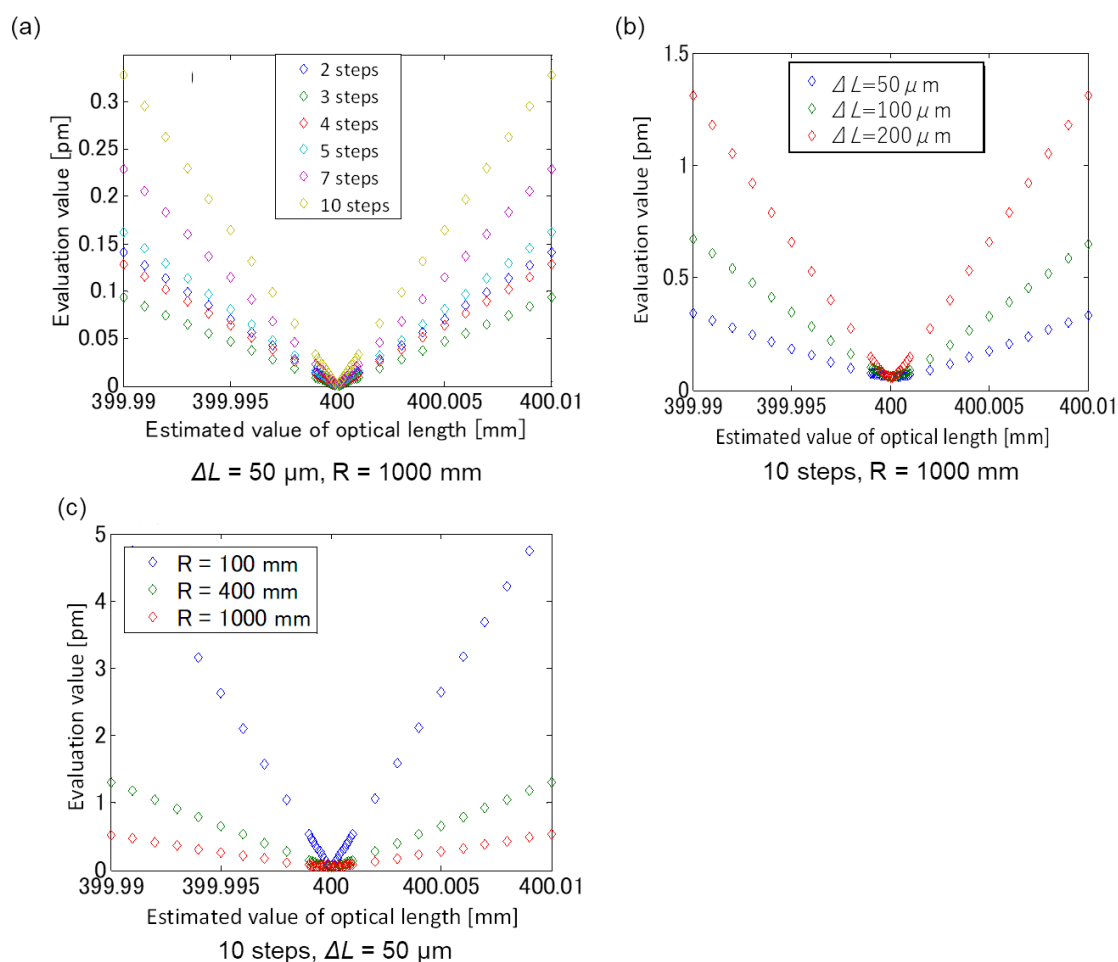 (a)
Evaluation value [pm]
0.3
0.25
0.2
0.15
0.1
0.05
0
2 steps
3 steps
4 steps
5 steps
7 steps
10 steps
399.99
399.995
400
400.005
400.01
Estimated value of optical length [mm]
ΔL = 50 μm, R = 1000 mm
(b)
Evaluation value [pm]
1.5
1
0.5
0
ΔL=50 μ m
ΔL=100 μ m
ΔL=200 μ m
399.99
399.995
400
400.005
400.01
Estimated value of optical length [mm]
10 steps, R = 1000 mm
(c)
Evaluation value [pm]
5
4
3
2
1
0
R = 100 mm
R = 400 mm
R = 1000 mm
399.99
399.995
400
400.005
400.01
Estimated value of optical length [mm]
10 steps, ΔL = 50 μm